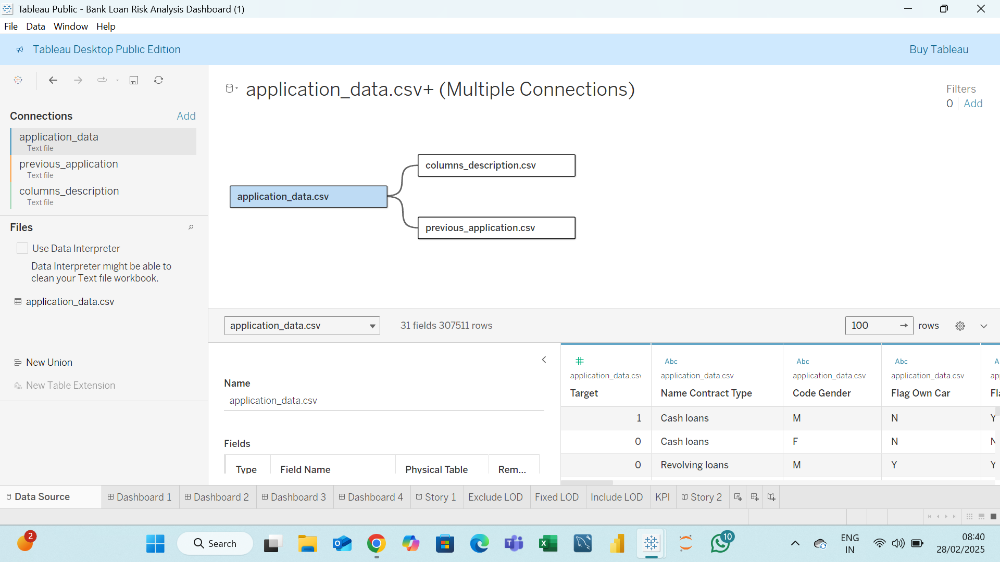 Tableau Public - Bank Loan Risk Analysis Dashboard (1)
File Data Window Help
Tableau Desktop Public Edition
Buy Tableau
Connections
Add
application_data
Text file
previous_application
Text file
columns_description
Text file
Files
Use Data Interpreter
Data Interpreter might be able to
clean your Text file workbook.
application_data.csv
New Union
New Table Extension
application_data.csv+ (Multiple Connections)
Filters
0 Add
columns_description.csv
application_data.csv
previous_application.csv
application_data.csv
31 fields 307511 rows
100 → rows
Name
application_data.csv
Fields
Type Field Name Physical Table Rem...
# Abc Abc Abc A
application_data.csv application_data.csv application_data.csv application_data.csv ap
Target Name Contract Type Code Gender Flag Own Car Fla
1 Cash loans M N Y
0 Cash loans F N N
0 Revolving loans M Y Y
Data Source Dashboard 1 Dashboard 2 Dashboard 3 Dashboard 4 Story 1 Exclude LOD Fixed LOD Include LOD KPI Story 2
2
Search
10
ENG
IN
08:40
28/02/2025